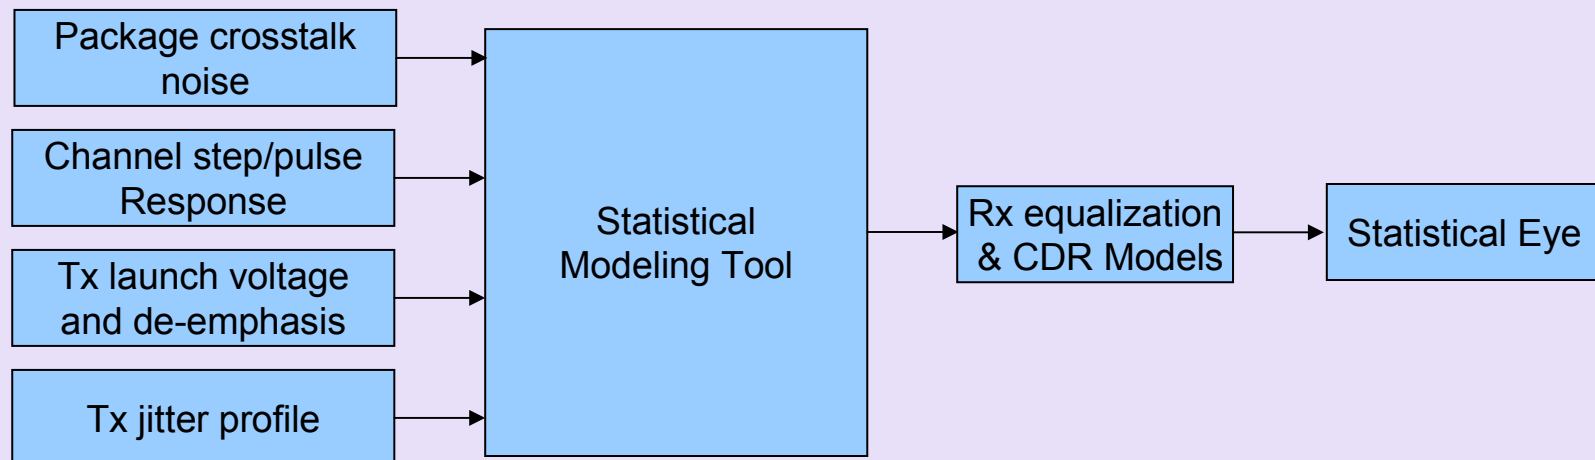 Package crosstalk
noise
Channel step/pulse
Response
Tx launch voltage
and de-emphasis
Tx jitter profile
Statistical
Modeling Tool
Rx equalization
& CDR Models
Statistical Eye